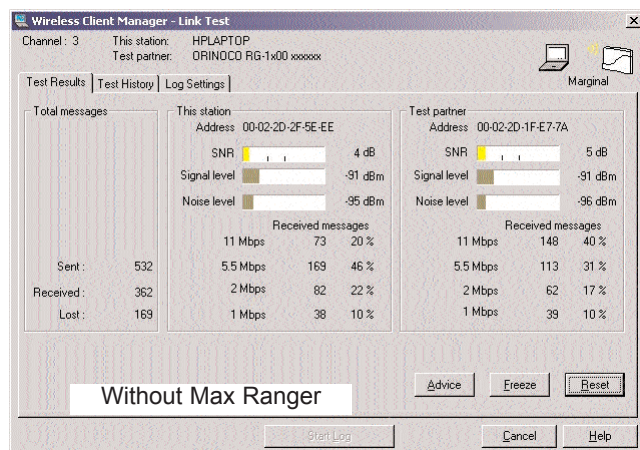 Wireless Client Manager - Link Test
Channel : 3 This station: HPLAPTOP
Test partner: ORINOCO RG-1x00 xxxxxx
Marginal
Test Results Test History Log Settings
Total messages
Sent : 532
Received : 362
Lost : 169
This station
Address 00-02-2D-2F-5E-EE
SNR 4 dB
Signal level -91 dBm
Noise level -95 dBm
Received messages
11 Mbps 73 20 %
5.5 Mbps 169 46 %
2 Mbps 82 22 %
1 Mbps 38 10 %
Test partner
Address 00-02-2D-1F-E7-7A
SNR 5 dB
Signal level -91 dBm
Noise level -96 dBm
Received messages
11 Mbps 148 40 %
5.5 Mbps 113 31 %
2 Mbps 62 17 %
1 Mbps 39 10 %
Without Max Ranger
Advice Freeze Reset
Start Log Cancel Help